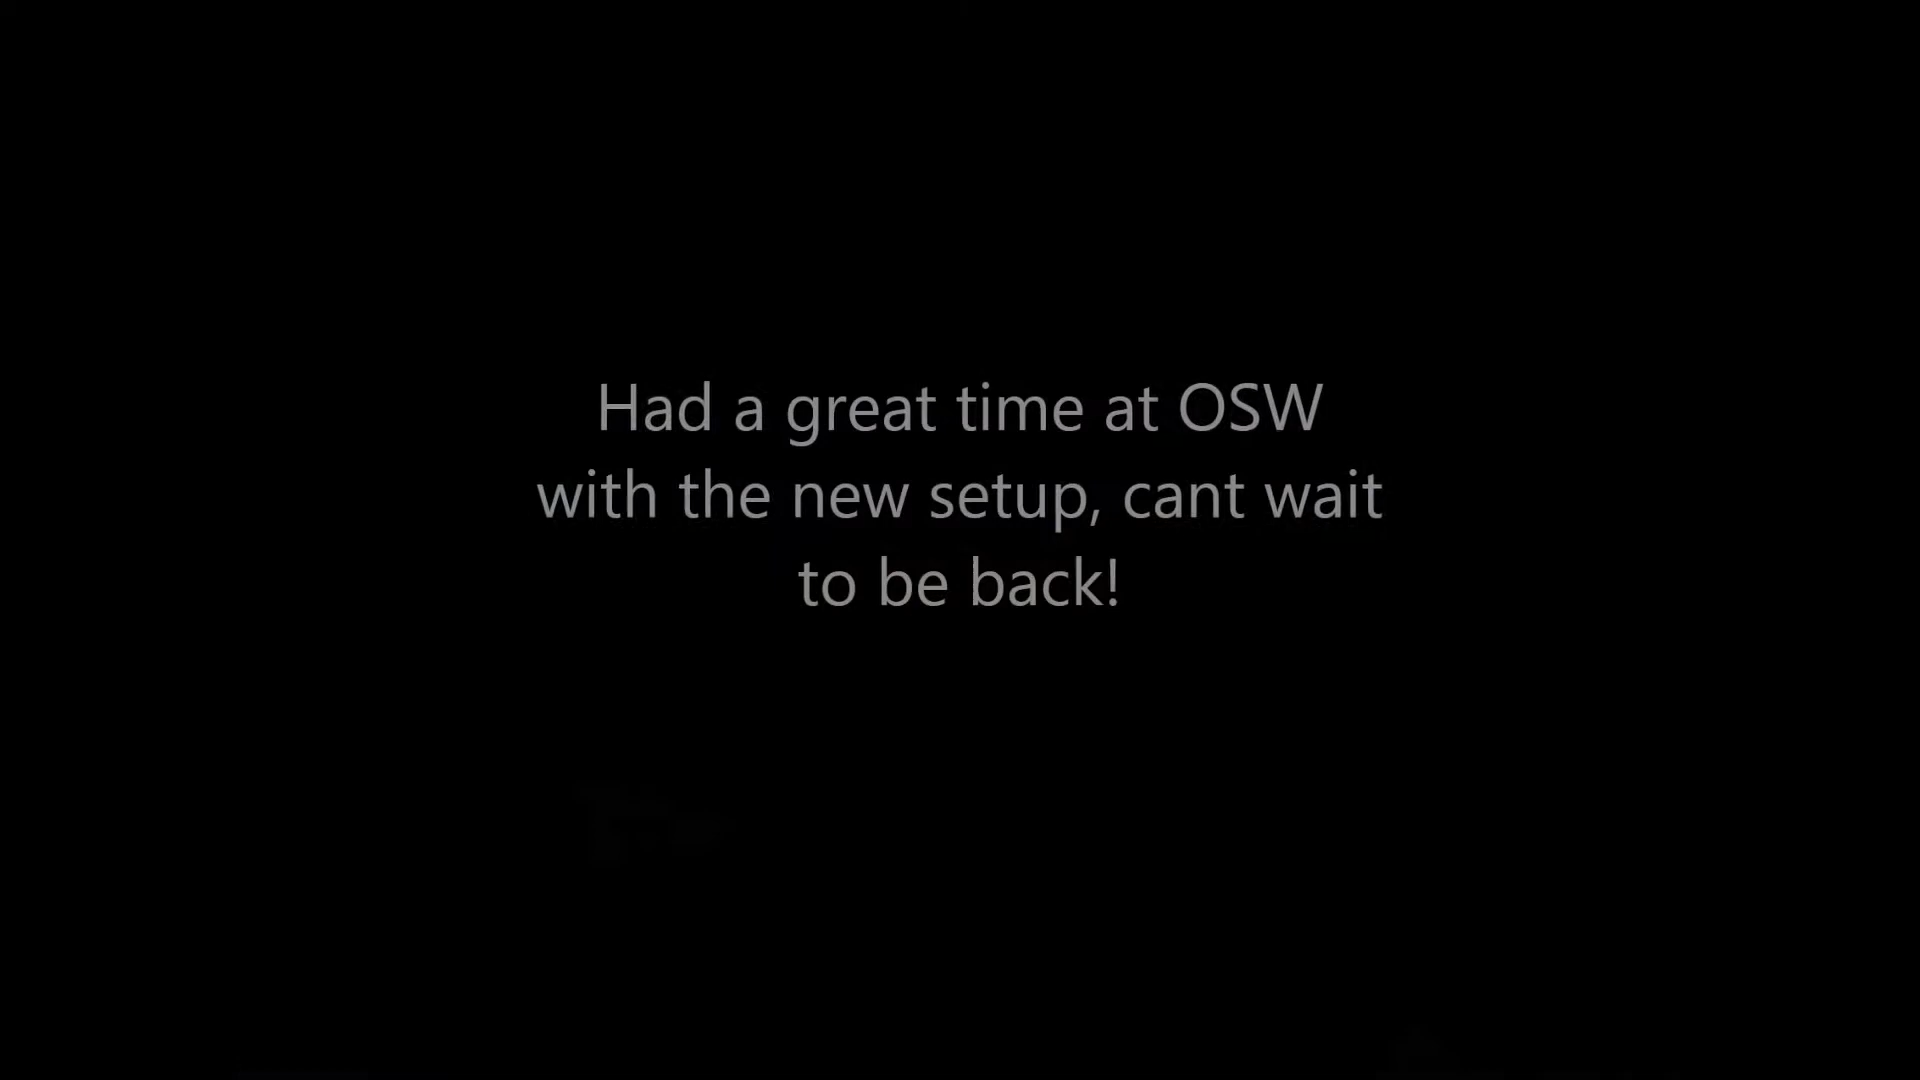 Had a great time at OSW
with the new setup, cant wait
to be back!